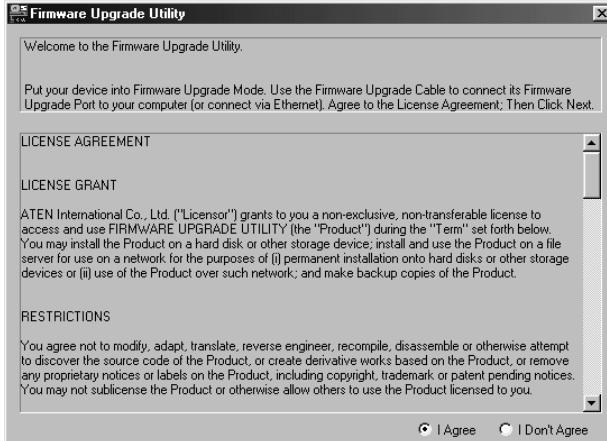 Firmware Upgrade Utility
Welcome to the Firmware Upgrade Utility.
Put your device into Firmware Upgrade Mode. Use the Firmware Upgrade Cable to connect its Firmware
Upgrade Port to your computer (or connect via Ethernet). Agree to the License Agreement; Then Click Next.
LICENSE AGREEMENT
LICENSE GRANT
ATEN International Co., Ltd. ("Licensor") grants to you a non-exclusive, non-transferable license to
access and use FIRMWARE UPGRADE UTILITY (the "Product") during the "Term" set forth below.
You may install the Product on a hard disk or other storage device; install and use the Product on a file
server for use on a network for the purposes of (i) permanent installation onto hard disks or other storage
devices or (ii) use of the Product over such network; and make backup copies of the Product.
RESTRICTIONS
You agree not to modify, adapt, translate, reverse engineer, recompile, disassemble or otherwise attempt
to discover the source code of the Product, or create derivative works based on the Product, or remove
any proprietary notices or labels on the Product, including copyright, trademark or patent pending notices.
You may not sublicense the Product or otherwise allow others to use the Product licensed to you.
I Agree I Don't Agree